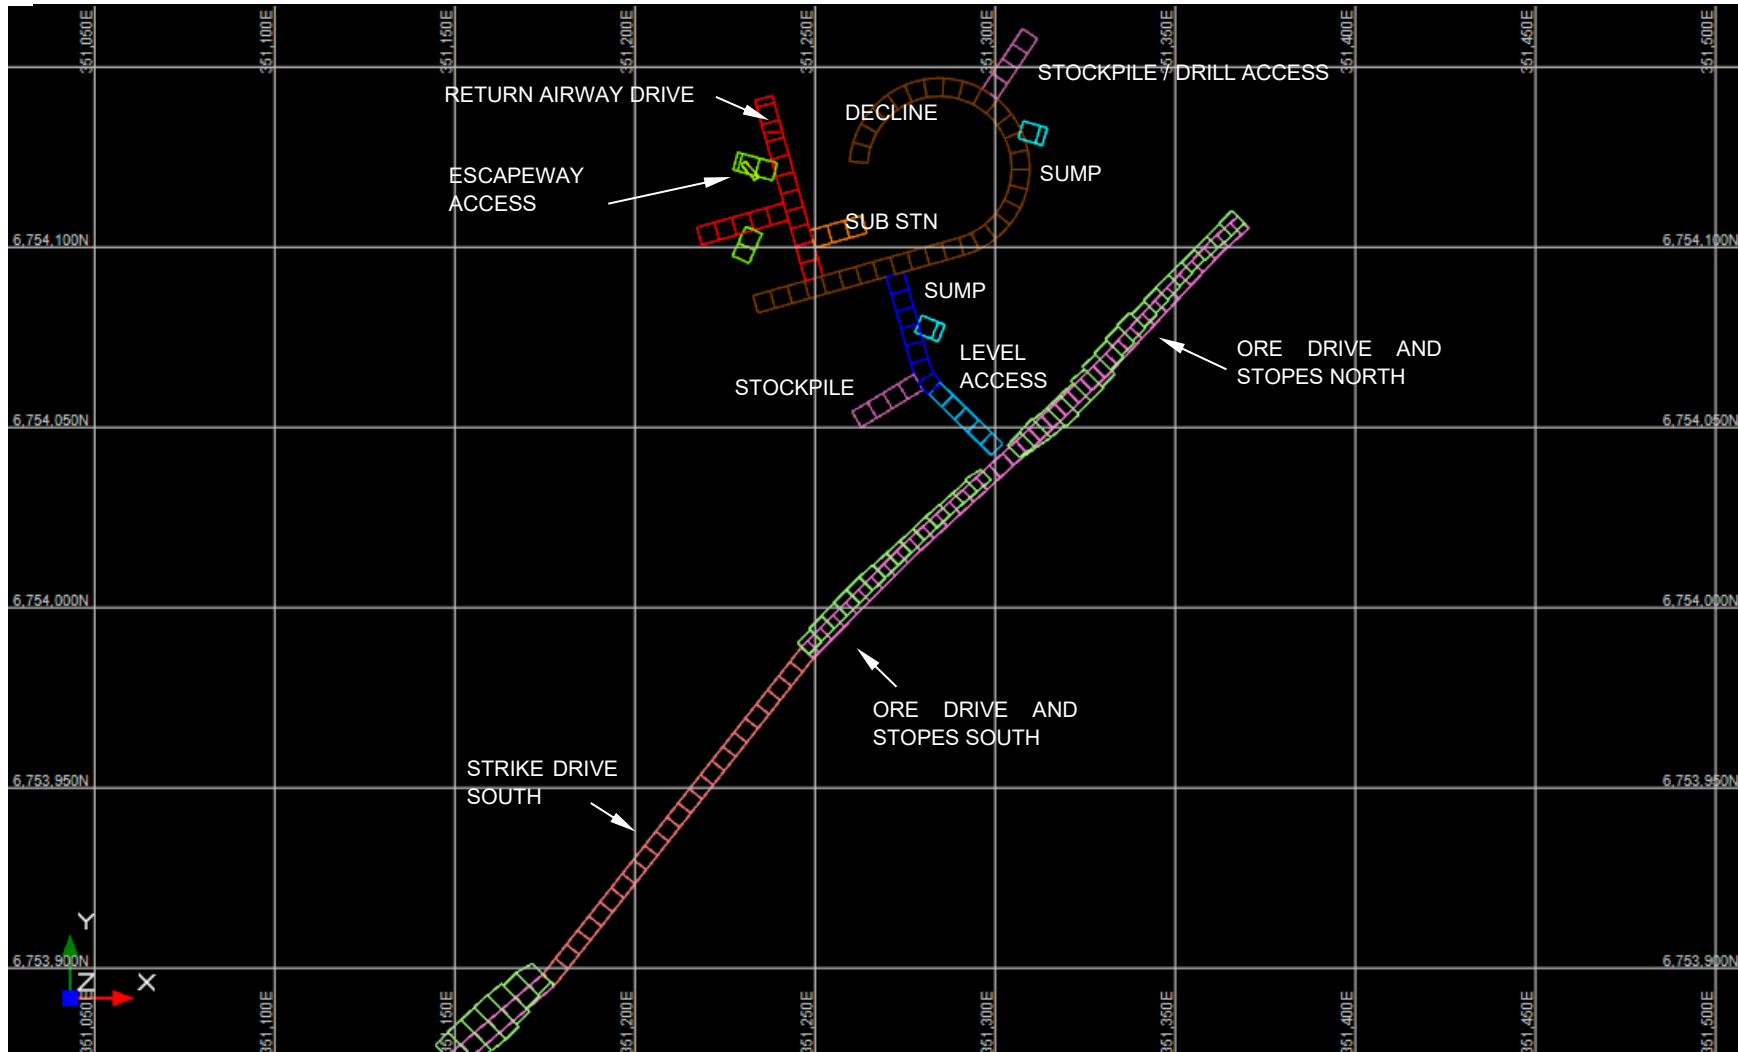 351,050E
351,100E
351,150E
351,200E
351,250E
351,300E
351,350E
351,400E
351,450E
351,500E
STOCKPILE / DRILL ACCESS
RETURN AIRWAY DRIVE
DECLINE
ESCAPEWAY
ACCESS
SUMP
SUB STN
6,754,100N
6,754,100N
SUMP
LEVEL
ACCESS
ORE DRIVE AND
STOPES NORTH
STOCKPILE
6,754,050N
6,754,050N
6,754,000N
6,754,000N
ORE DRIVE AND
STOPES SOUTH
STRIKE DRIVE
SOUTH
6,753,950N
6,753,950N
6,753,900N
6,753,900N
Y
Z
X
351,050E
351,100E
351,150E
351,200E
351,250E
351,300E
351,350E
351,400E
351,450E
351,500E